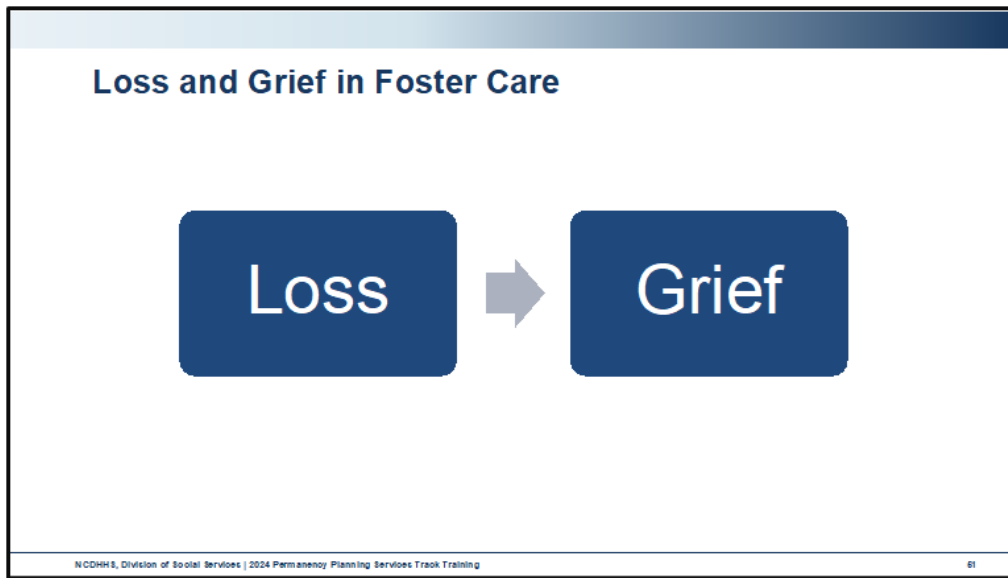 Loss and Grief in Foster Care
Loss
Grief
NCDHHS, Division of Social Services | 2024 Permanency Planning Services Track Training
61